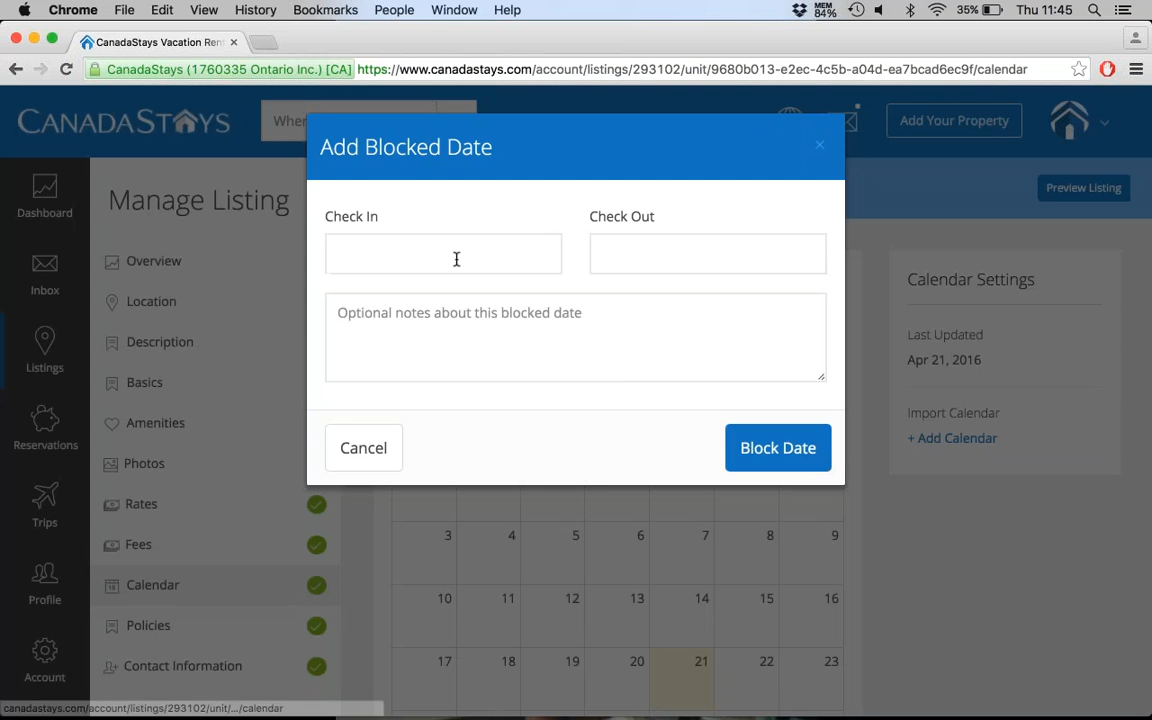 Chrome File Edit View History Bookmarks People Window Help MEM 84% 35% Thu 11:45
CanadaStays Vacation Ren
CanadaStays (1760335 Ontario Inc.) [CA] https://www.canadastays.com/account/listings/293102/unit/9680b013-e2ec-4c5b-a04d-ea7bcad6ec9f/calendar
CANADASTAYS Wher Add Your Property
Add Blocked Date ×
Preview Listing
Dashboard
Inbox
Listings
Reservations
Trips
Profile
Account
Manage Listing
Overview
Location
Description
Basics
Amenities
Photos
Rates
Fees
Calendar
Policies
Contact Information
Check In Check Out
Optional notes about this blocked date
Cancel Block Date
Calendar Settings
Last Updated
Apr 21, 2016
Import Calendar
+ Add Calendar
3 4 5 6 7 8 9
10 11 12 13 14 15 16
17 18 19 20 21 22 23
canadastays.com/account/listings/293102/unit/.../calendar